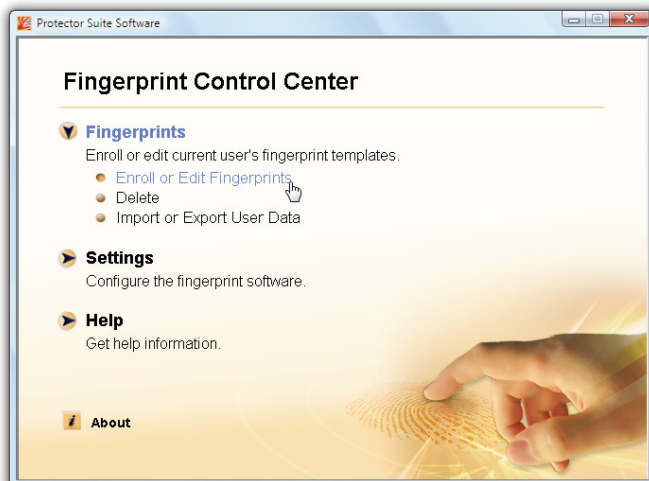 Protector Suite Software
Fingerprint Control Center
Fingerprints
Enroll or edit current user's fingerprint templates.
Enroll or Edit Fingerprints
Delete
Import or Export User Data
Settings
Configure the fingerprint software.
Help
Get help information.
i About